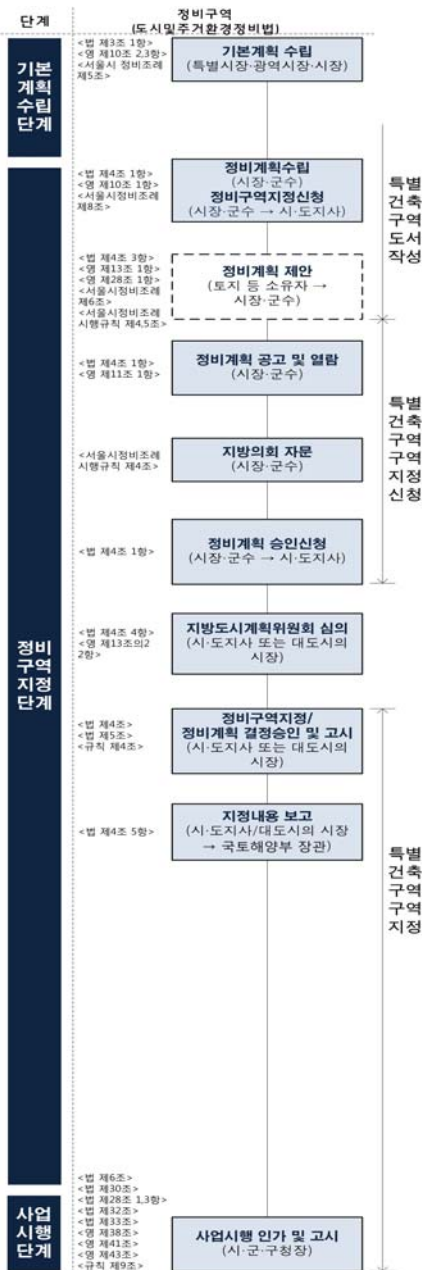 단계
정비구역
(도시및주거환경정비법)
기본
계획
수립
단계
<법 제3조 1항>
<영 제10조 2,3항>
<서울시 정비조례
제5조>
기본계획 수립
(특별시장·광역시장·시장)
정비
구역
지정
단계
<법 제4조 1항>
<영 제10조 1항>
<서울시정비조례
제8조>
정비계획수립
(시장·군수)
정비구역지정신청
(시장·군수 → 시·도지사)
<법 제4조 3항>
<영 제13조 1항>
<영 제28조 1항>
<서울시정비조례
제6조>
<서울시정비조례
시행규칙 제4,5조>
정비계획 제안
(토지 등 소유자 →
시장·군수)
특별
건축
구역
도서
작성
<법 제4조 1항>
<영 제11조 1항>
정비계획 공고 및 열람
(시장·군수)
<서울시정비조례
시행규칙 제4조>
지방의회 자문
(시장·군수)
<법 제4조 1항>
정비계획 승인신청
(시장·군수 → 시·도지사)
특별
건축
구역
구역
지정
신청
<법 제4조 4항>
<영 제13조의2
2항>
지방도시계획위원회 심의
(시·도지사 또는 대도시의
시장)
<법 제4조>
<법 제5조>
<규칙 제4조>
정비구역지정/
정비계획 결정승인 및 고시
(시·도지사 또는 대도시의
시장)
<법 제4조 5항>
지정내용 보고
(시·도지사/대도시의 시장
→ 국토해양부 장관)
특별
건축
구역
구역
지정
사업
시행
단계
<법 제6조>
<법 제30조>
<법 제28조 1,3항>
<법 제32조>
<법 제33조>
<영 제38조>
<영 제41조>
<영 제43조>
<규칙 제9조>
사업시행 인가 및 고시
(시·군·구청장)